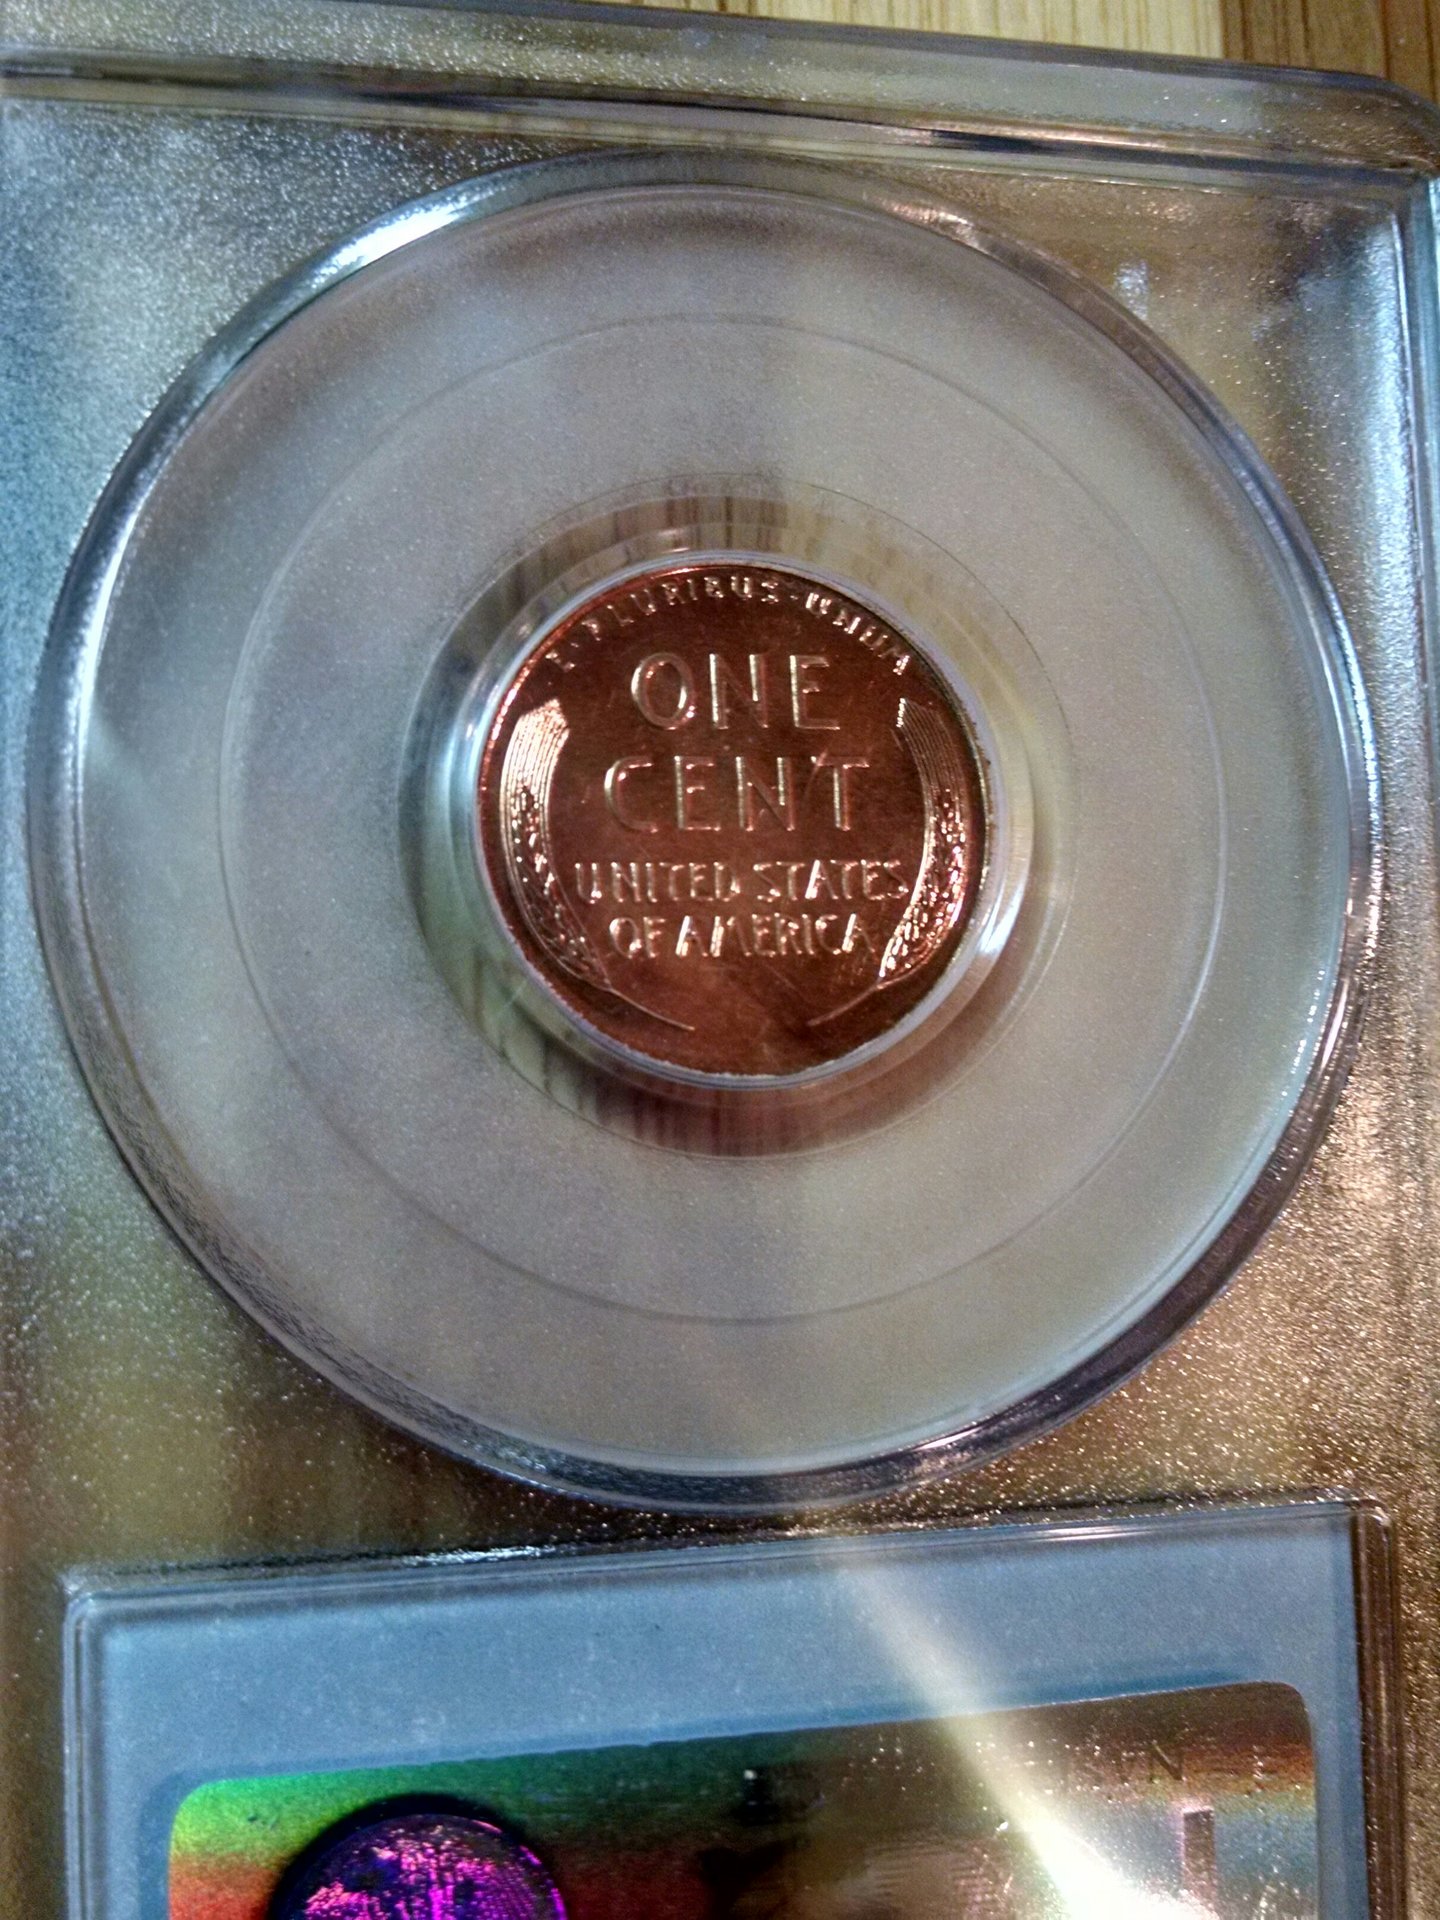 E·PLURIBUS·UNUM
ONE
CENT
UNITED STATES
OF AMERICA